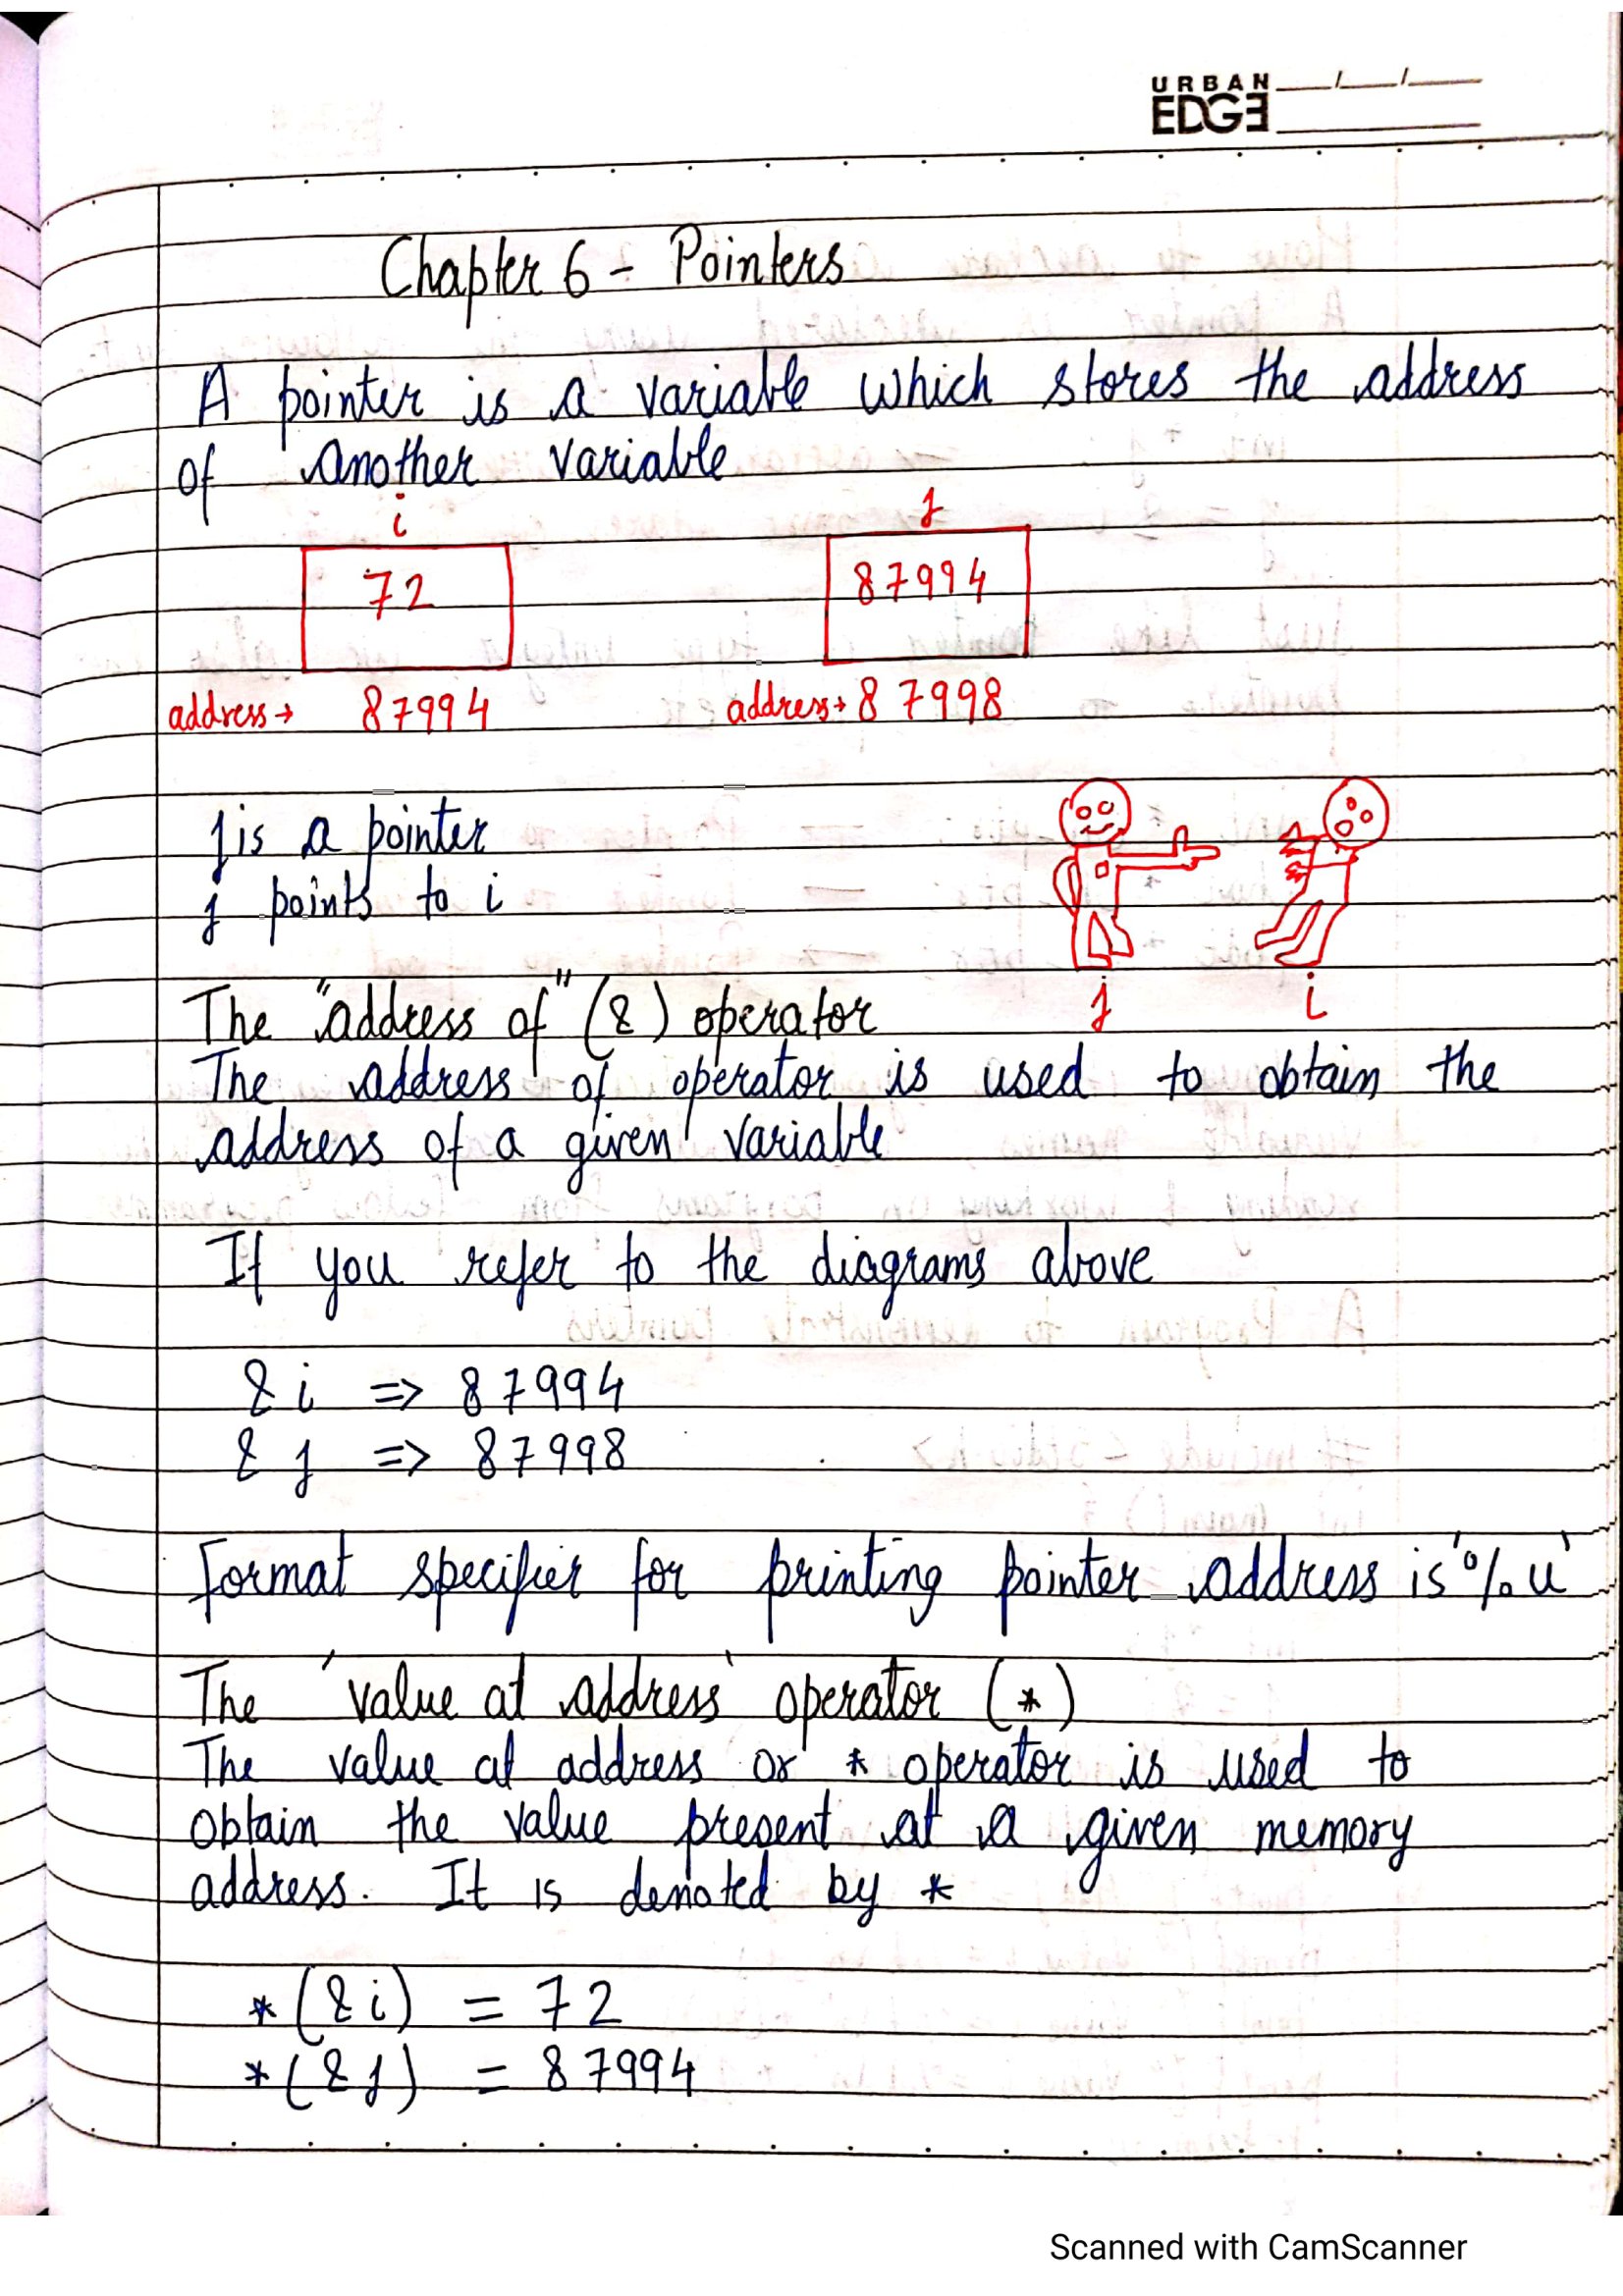 URBAN
EDGE
Chapter 6 - Pointers
A pointer is a variable which stores the address
of another variable
i j
72 87994
address → 87994 address → 87998
j is a pointer
j points to i
j i
The "address of" (&) operator
The address of operator is used to obtain the
address of a given variable
If you refer to the diagrams above
&i => 87994
&j => 87998
Format specifier for printing pointer address is '%u'
The 'value at address' operator (*)
The value at address or * operator is used to
obtain the value present at a given memory
address. It is denoted by *
*(&i) = 72
*(&j) = 87994
Scanned with CamScanner